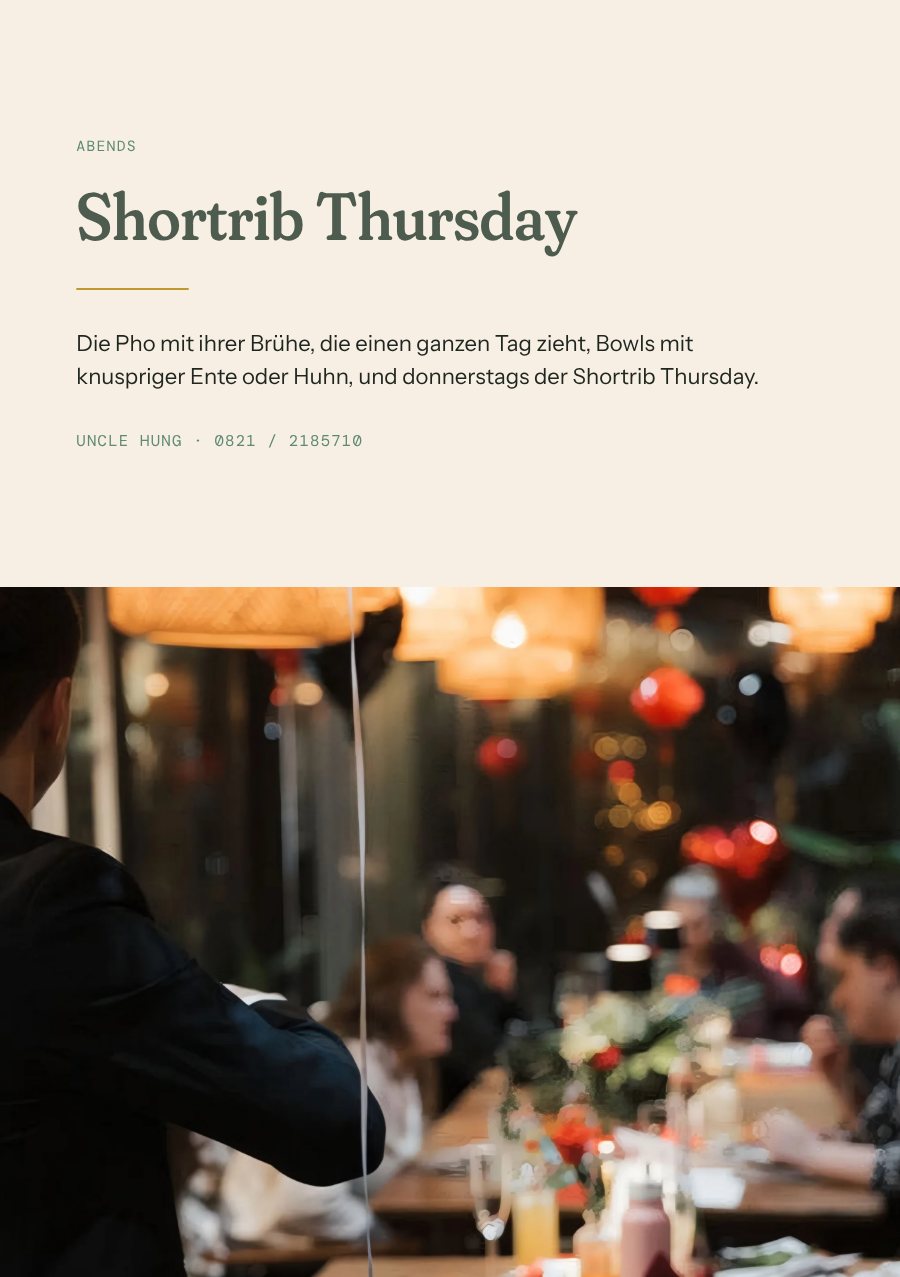 ABENDS
Shortrib Thursday
Die Pho mit ihrer Brühe, die einen ganzen Tag zieht, Bowls mit
knuspriger Ente oder Huhn, und donnerstags der Shortrib Thursday.
UNCLE HUNG · 0821 / 2185710